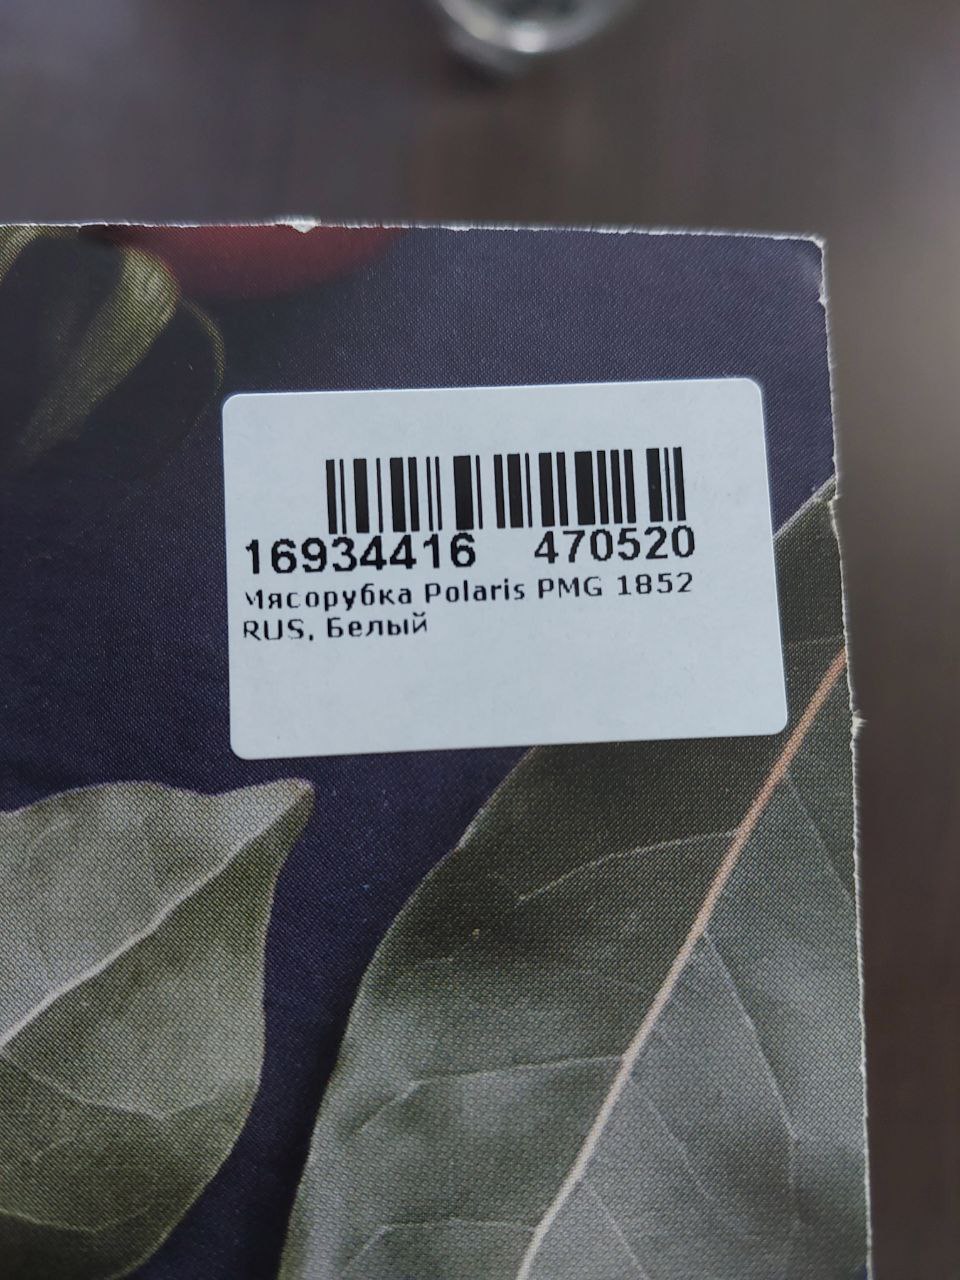 16934416 470520
Мясорубка Polaris PMG 1852
RUS, Белый